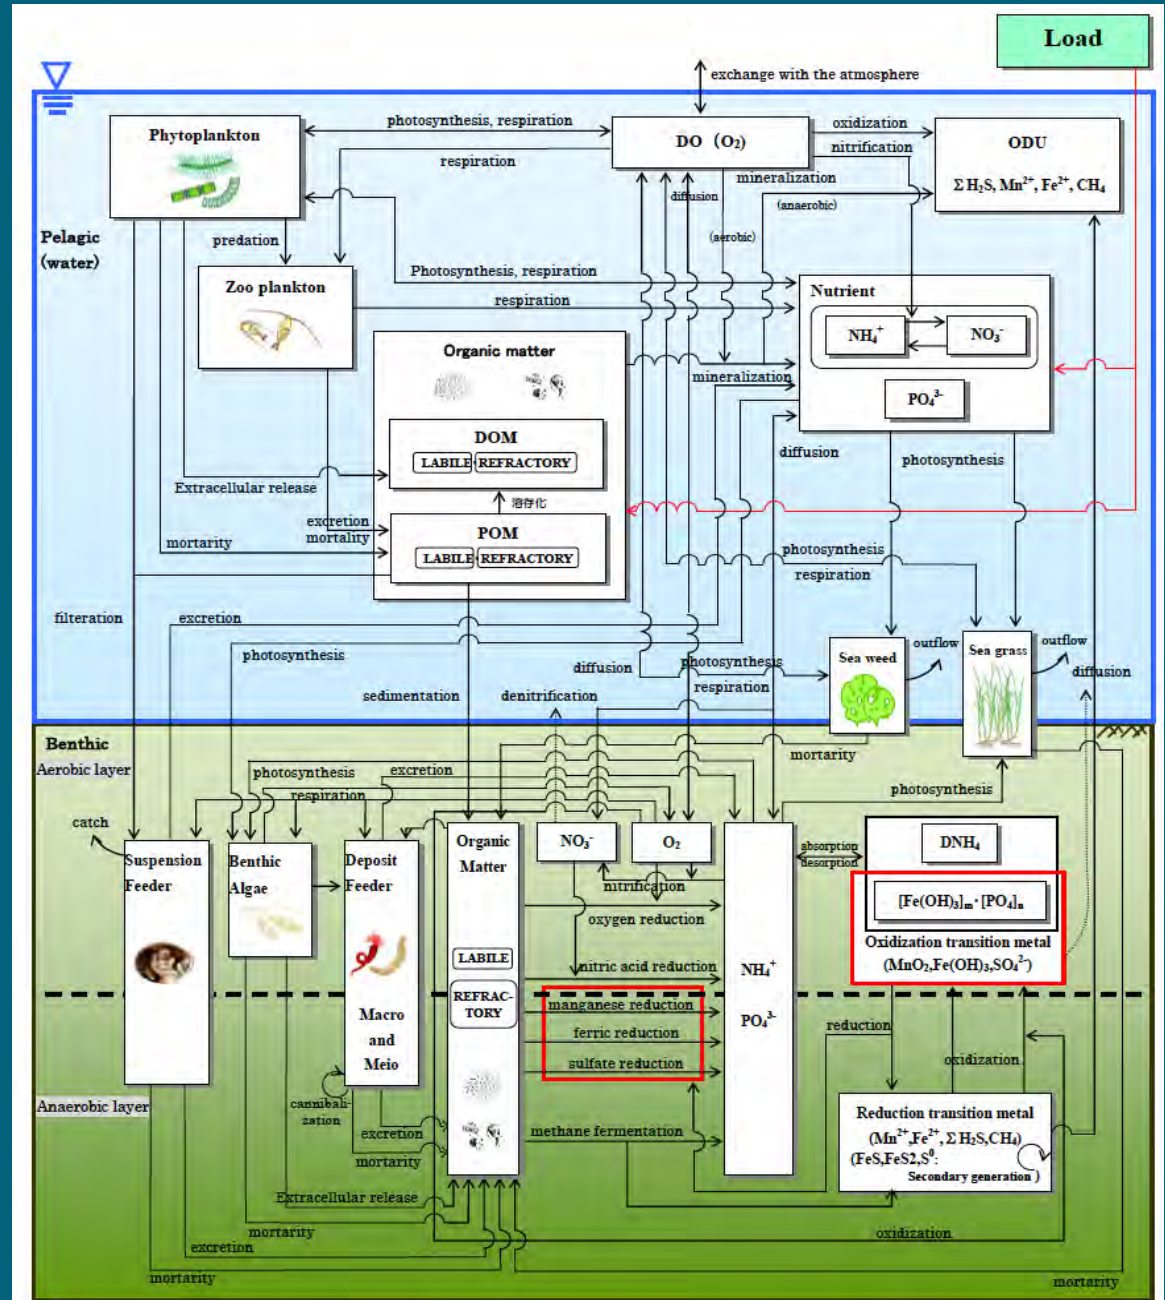 Load
exchange with the atmosphere
Phytoplankton
photosynthesis, respiration
respiration
DO (O₂)
oxidization
nitrification
mineralization
ODU
Σ H₂S, Mn²⁺, Fe²⁺, CH₄
diffusion
(anaerobic)
(aerobic)
Pelagic
(water)
predation
Zoo plankton
Photosynthesis, respiration
respiration
Nutrient
NH₄⁺
NO₃⁻
PO₄³⁻
Organic matter
mineralization
DOM
LABILE
REFRACTORY
溶存化
POM
LABILE
REFRACTORY
Extracellular release
excretion
mortality
mortarity
diffusion
photosynthesis
photosynthesis
respiration
filteration
excretion
photosynthesis
sedimentation
denitrification
diffusion
photosynthesis
respiration
Sea weed
outflow
Sea grass
outflow
diffusion
Benthic
Aerobic layer
photosynthesis
excretion
respiration
mortarity
photosynthesis
catch
Suspension
Feeder
Benthic
Algae
Deposit
Feeder
Macro
and
Meio
Organic
Matter
LABILE
REFRAC-
TORY
NO₃⁻
O₂
nitrification
oxygen reduction
nitric acid reduction
manganese reduction
ferric reduction
sulfate reduction
methane fermentation
NH₄⁺
PO₄³⁻
absorption
desorption
DNH₄
[Fe(OH)₃]m・[PO₄]n
Oxidization transition metal
(MnO₂,Fe(OH)₃,SO₄²⁻)
reduction
oxidization
Anaerobic layer
cannibali-
zation
excretion
mortarity
Reduction transition metal
(Mn²⁺,Fe²⁺, Σ H₂S,CH₄)
(FeS,FeS2,S⁰:
Secondary generation)
Extracellular release
mortarity
oxidization
excretion
mortarity
mortarity